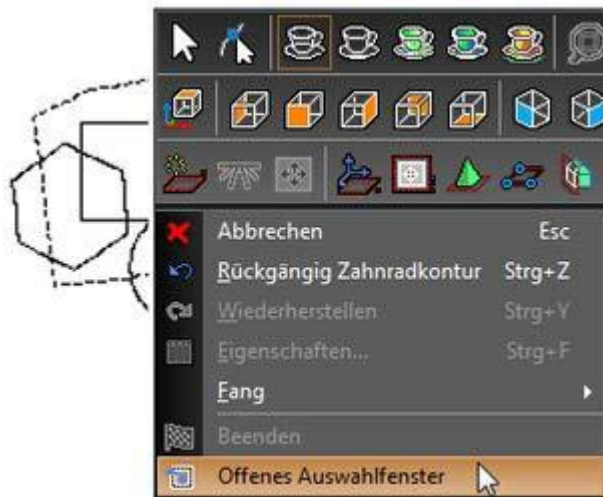 Abbrechen Esc
Rückgängig Zahnradkontur Strg+Z
Wiederherstellen Strg+Y
Eigenschaften... Strg+F
Fang
Beenden
Offenes Auswahlfenster